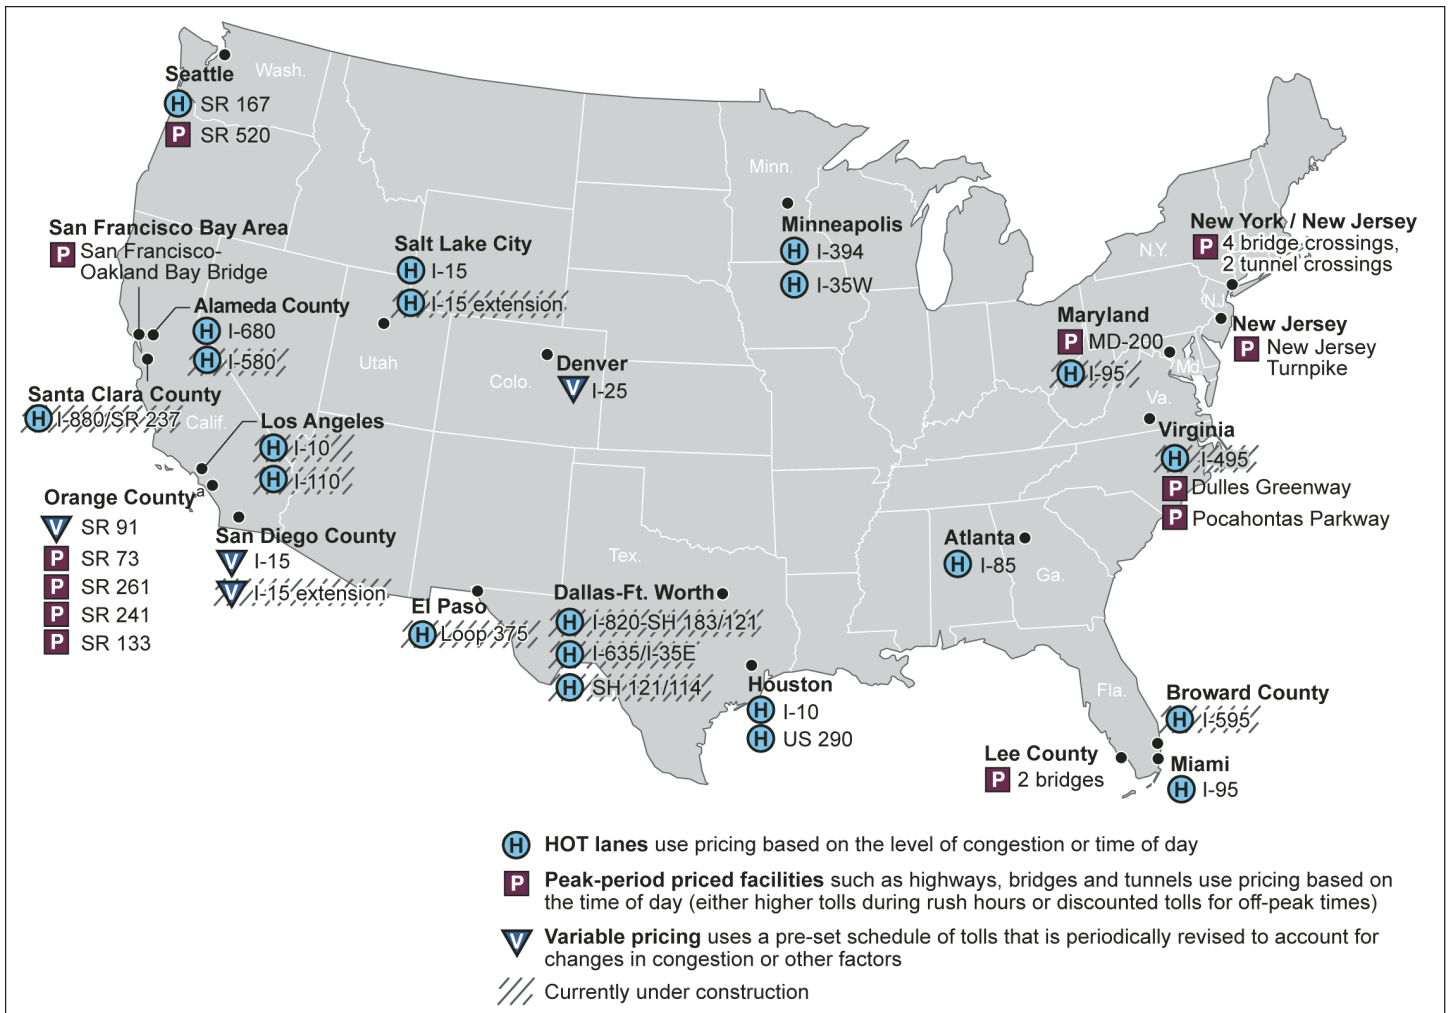 Seattle
Wash.
H SR 167
P SR 520
San Francisco Bay Area
P San Francisco-
Oakland Bay Bridge
Alameda County
H I-680
H I-580
Santa Clara County
H I-880/SR 237
Calif.
Los Angeles
H I-10
H I-110
Orange County a
V SR 91
P SR 73
P SR 261
P SR 241
P SR 133
San Diego County
V I-15
V I-15 extension
Salt Lake City
H I-15
H I-15 extension
Utah
Colo.
Denver
V I-25
El Paso
H Loop 375
Tex.
Dallas-Ft. Worth
H I-820-SH 183/121
H I-635/I-35E
H SH 121/114
Houston
H I-10
H US 290
Minn.
Minneapolis
H I-394
H I-35W
N.Y.
New York / New Jersey
P 4 bridge crossings,
2 tunnel crossings
N.J.
New Jersey
P New Jersey
Turnpike
Maryland
P MD-200
H I-95
Md.
Va.
Virginia
H I-495
P Dulles Greenway
P Pocahontas Parkway
Atlanta
H I-85
Ga.
Fla.
Broward County
H I-595
Lee County
P 2 bridges
Miami
H I-95
H HOT lanes use pricing based on the level of congestion or time of day
P Peak-period priced facilities such as highways, bridges and tunnels use pricing based on
the time of day (either higher tolls during rush hours or discounted tolls for off-peak times)
V Variable pricing uses a pre-set schedule of tolls that is periodically revised to account for
changes in congestion or other factors
Currently under construction